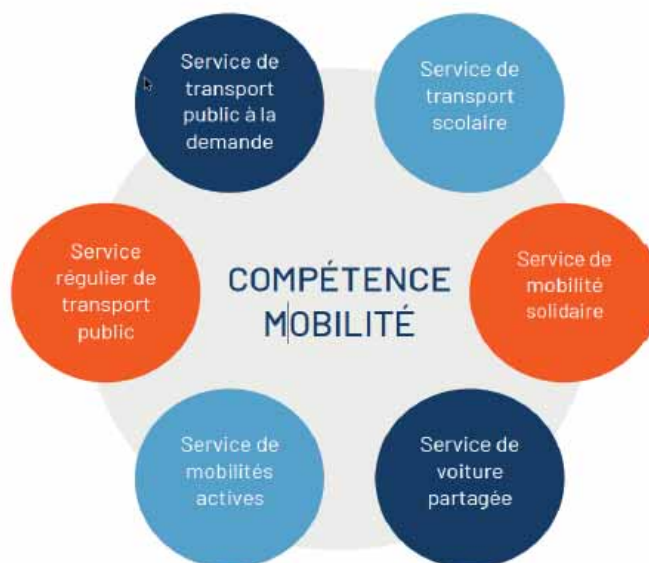 Service de
transport
public à la
demande
Service de
transport
scolaire
Service
régulier de
transport
public
COMPÉTENCE
MOBILITÉ
Service de
mobilité
solidaire
Service de
mobilités
actives
Service de
voiture
partagée